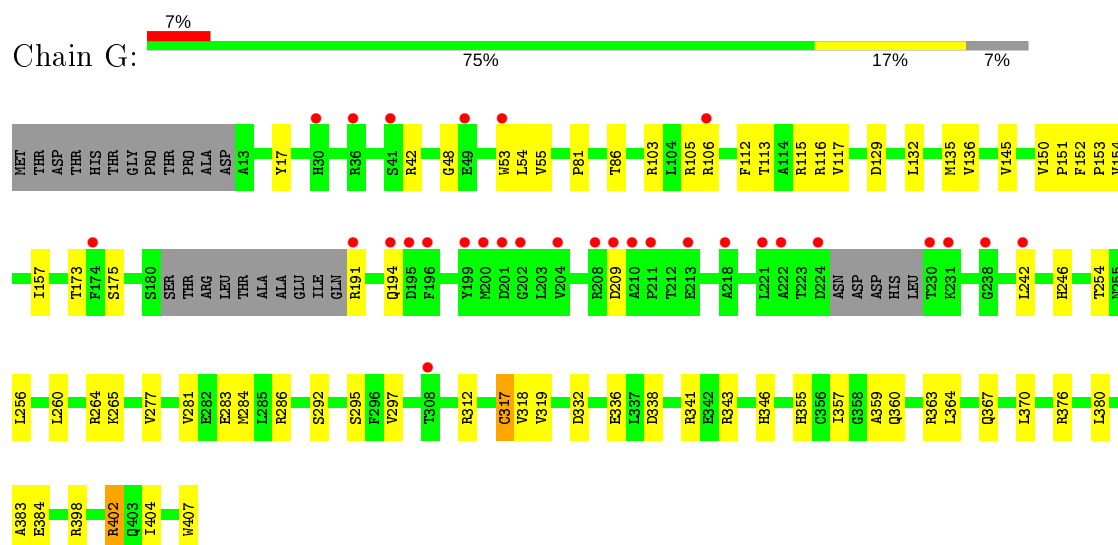 7%
Chain G:
75% 17% 7%
MET THR ASP THR HIS THR GLY PRO THR PRO ALA ASP A13 Y17 H30 R36 S41 R42 G48 E49 W53 L54 V55 P81 T86 R103 L104 R105 R106 F112 T113 A114 R115 R116 V117 D129 L132 M135 V136 V145 V150 P151 F152 P153 V154
I157 T173 F174 S175 S180 SER THR ARG LEU THR ALA ALA GLU ILE GLN R191 Q194 D195 F196 Y199 M200 D201 G202 L203 V204 R208 D209 A210 P211 T212 E213 A218 L221 A222 T223 D224 ASN ASP ASP HIS LEU T230 K231 G238 L242 H246 T254
L256 L260 R264 K265 V277 V281 E282 E283 M284 L285 R286 S292 S295 F296 V297 T308 R312 C317 V318 V319 D332 E336 L337 D338 R341 E342 R343 H346 H355 C356 I357 G358 A359 Q360 R363 L364 Q367 L370 R376 L380
A383 E384 R398 R402 Q403 I404 W407